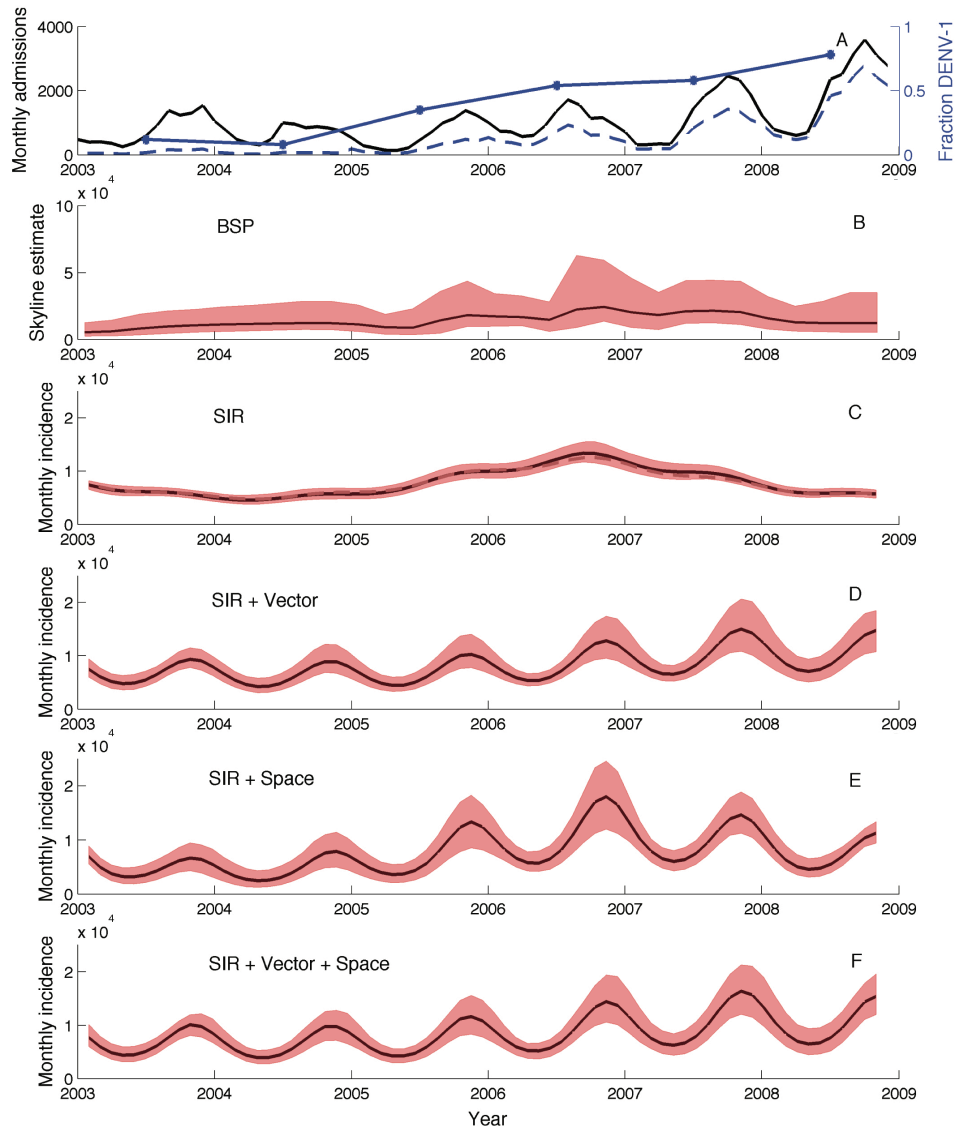 A
Monthly admissions
4000
2000
0
1
0.5
0
Fraction DENV-1
2003 2004 2005 2006 2007 2008 2009
x 10 4
BSP
B
Skyline estimate
10
5
0
2003 2004 2005 2006 2007 2008 2009
x 10 4
SIR
C
Monthly incidence
2
1
0
2003 2004 2005 2006 2007 2008 2009
x 10 4
SIR + Vector
D
Monthly incidence
2
1
0
2003 2004 2005 2006 2007 2008 2009
x 10 4
SIR + Space
E
Monthly incidence
2
1
0
2003 2004 2005 2006 2007 2008 2009
x 10 4
SIR + Vector + Space
F
Monthly incidence
2
1
0
2003 2004 2005 2006 2007 2008 2009
Year